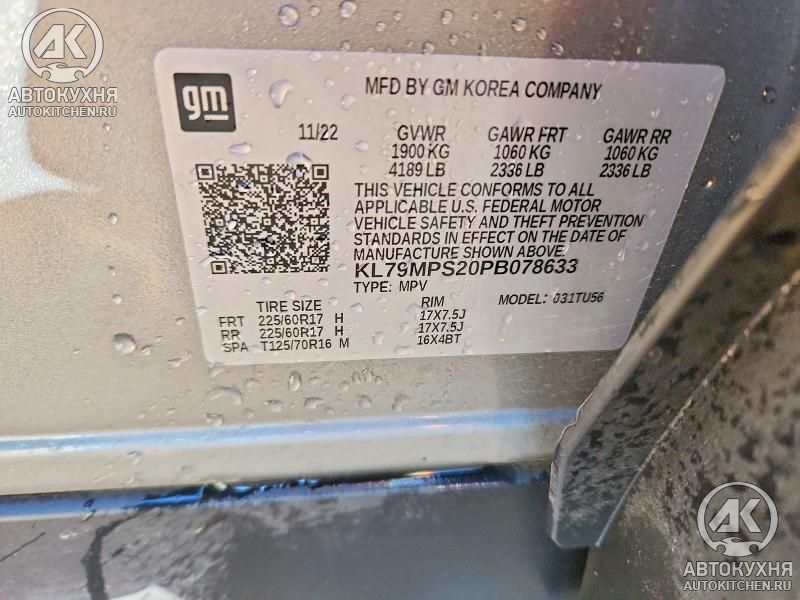 AK
АВТОКУХНЯ
AUTOKITCHEN.RU
gm
MFD BY GM KOREA COMPANY
11/22 GVWR GAWR FRT GAWR RR
1900 KG 1060 KG 1060 KG
4189 LB 2336 LB 2336 LB
THIS VEHICLE CONFORMS TO ALL
APPLICABLE U.S. FEDERAL MOTOR
VEHICLE SAFETY AND THEFT PREVENTION
STANDARDS IN EFFECT ON THE DATE OF
MANUFACTURE SHOWN ABOVE.
KL79MPS20PB078633
TYPE: MPV MODEL: 031TU56
TIRE SIZE RIM
FRT 225/60R17 H 17X7.5J
RR 225/60R17 H 17X7.5J
SPA T125/70R16 M 16X4BT
AK
АВТОКУХНЯ
AUTOKITCHEN.RU